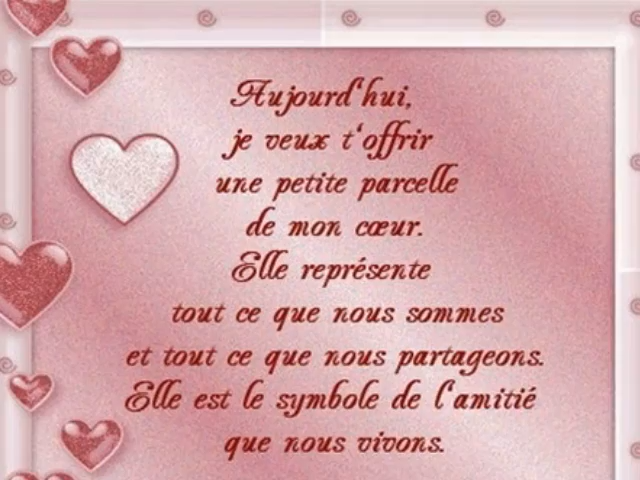 Aujourd'hui,
je veux t'offrir
une petite parcelle
de mon cœur.
Elle représente
tout ce que nous sommes
et tout ce que nous partageons.
Elle est le symbole de l'amitié
que nous vivons.